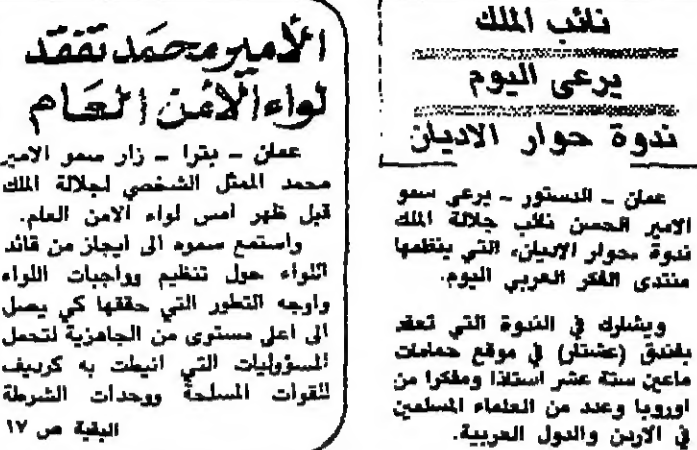 نائب الملك
يرعى اليوم
ندوة حوار الاديان
عمان ـ الدستور ـ يرعى سمو
الامير الحسن نائب جلالة الملك
ندوة «حوار الاديان» التي ينظمها
منتدى الفكر العربي اليوم.
ويشارك في الندوة التي تعقد
بفندق (عشتار) في موقع حمامات
ماعين ستة عشر استاذا ومفكرا من
اوروبا وعدد من العلماء المسلمين
في الاردن والدول العربية.
الأمير محمد تفقد
لواء الأمن العام
عمان ـ بترا ـ زار سمو الامير
محمد الممثل الشخصي لجلالة الملك
قبل ظهر امس لواء الامن العام.
واستمع سموه الى ايجاز من قائد
اللواء حول تنظيم وواجبات اللواء
واوجه التطور التي حققها كي يصل
الى اعلى مستوى من الجاهزية لتحمل
المسؤوليات التي انيطت به كرديف
للقوات المسلحة ووحدات الشرطة
البقية ص ١٧